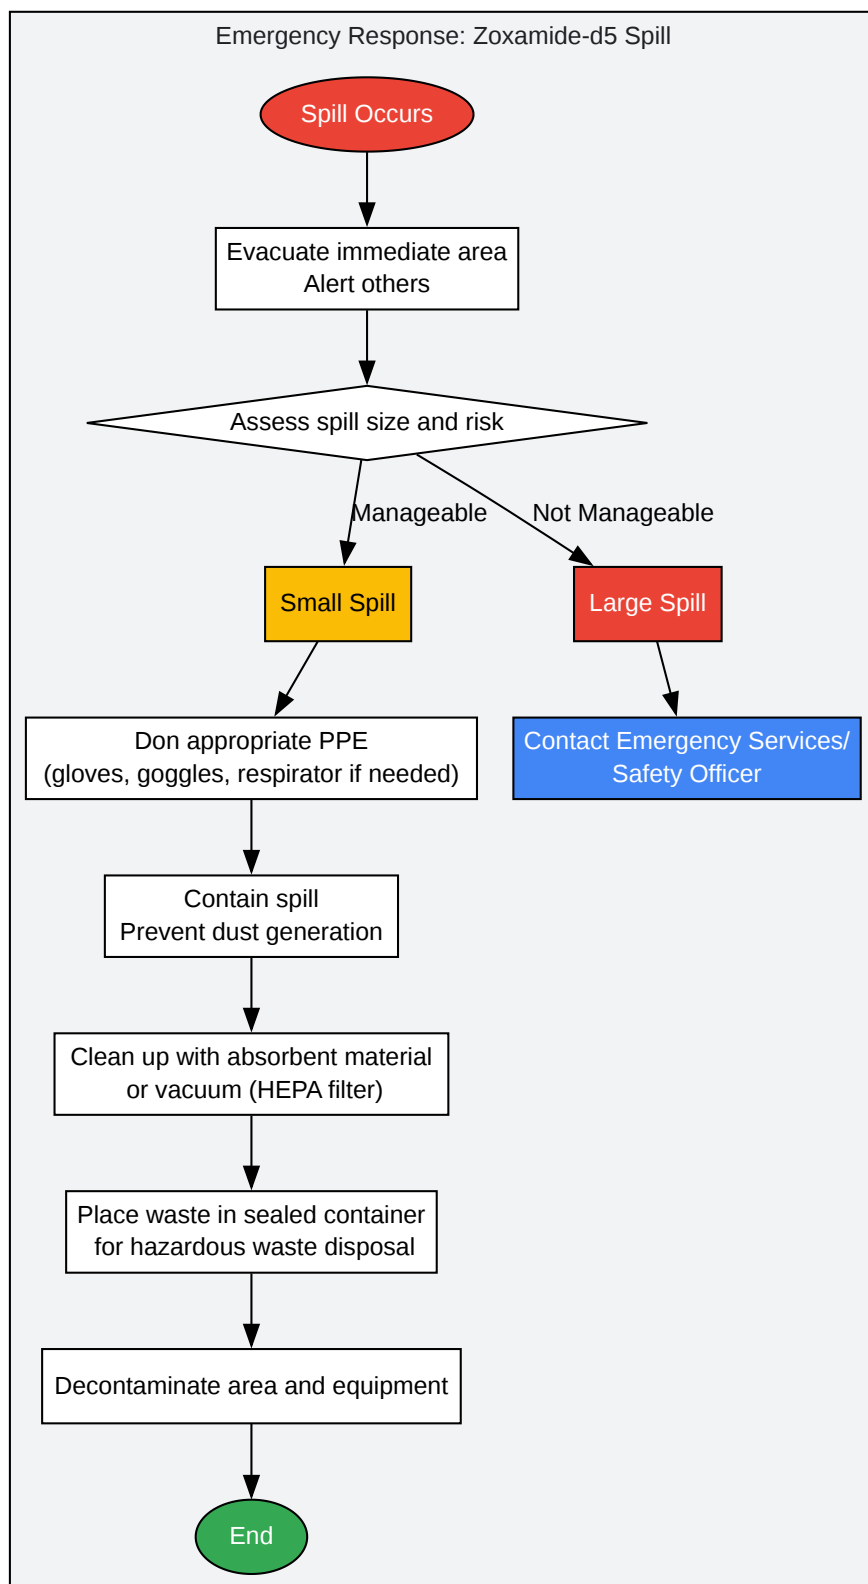 Emergency Response: Zoxamide-d5 Spill
Spill Occurs
Evacuate immediate area
Alert others
Assess spill size and risk
Manageable
Not Manageable
Small Spill
Large Spill
Don appropriate PPE
(gloves, goggles, respirator if needed)
Contact Emergency Services/
Safety Officer
Contain spill
Prevent dust generation
Clean up with absorbent material
or vacuum (HEPA filter)
Place waste in sealed container
for hazardous waste disposal
Decontaminate area and equipment
End